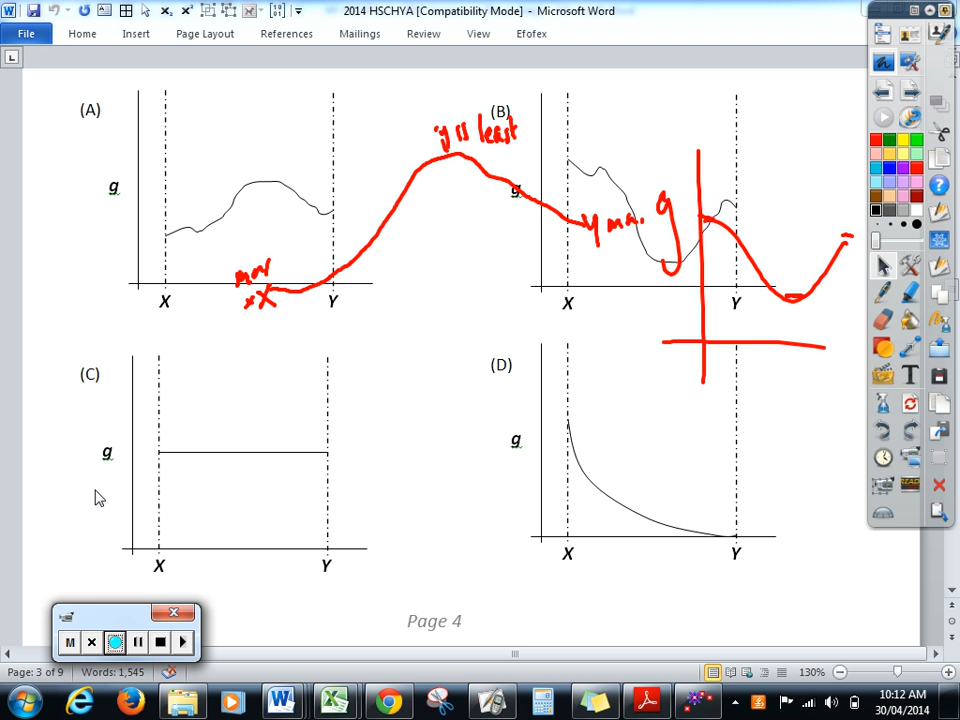 2014 HSCHYA [Compatibility Mode] - Microsoft Word
File Home Insert Page Layout References Mailings Review View Efofex
(A)
(B)
g is least
g
g
g
X
Y
X
Y
(C)
(D)
g
g
X
Y
X
Y
Page 4
M
Page: 3 of 9 Words: 1,545 130%
10:12 AM
30/04/2014